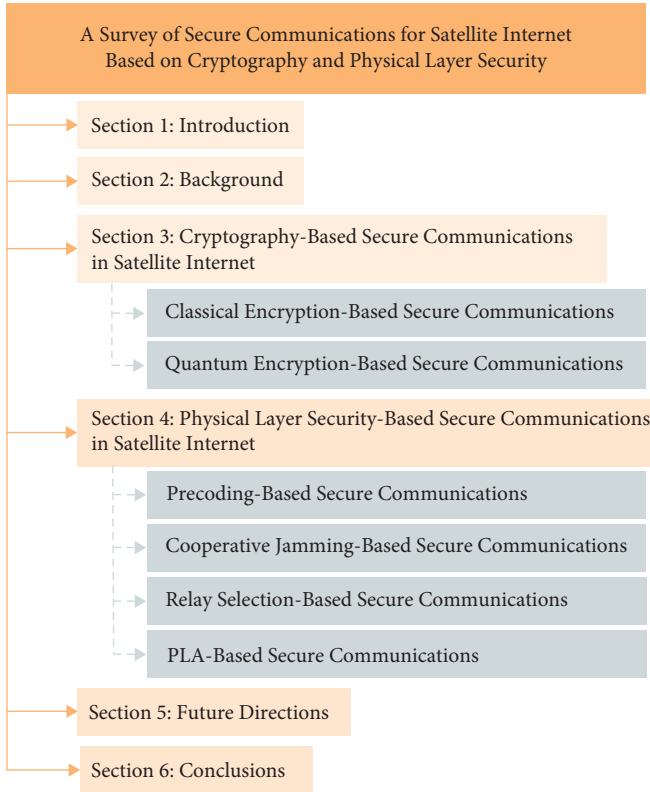 A Survey of Secure Communications for Satellite Internet
Based on Cryptography and Physical Layer Security
Section 1: Introduction
Section 2: Background
Section 3: Cryptography-Based Secure Communications
in Satellite Internet
Classical Encryption-Based Secure Communications
Quantum Encryption-Based Secure Communications
Section 4: Physical Layer Security-Based Secure Communications
in Satellite Internet
Precoding-Based Secure Communications
Cooperative Jamming-Based Secure Communications
Relay Selection-Based Secure Communications
PLA-Based Secure Communications
Section 5: Future Directions
Section 6: Conclusions